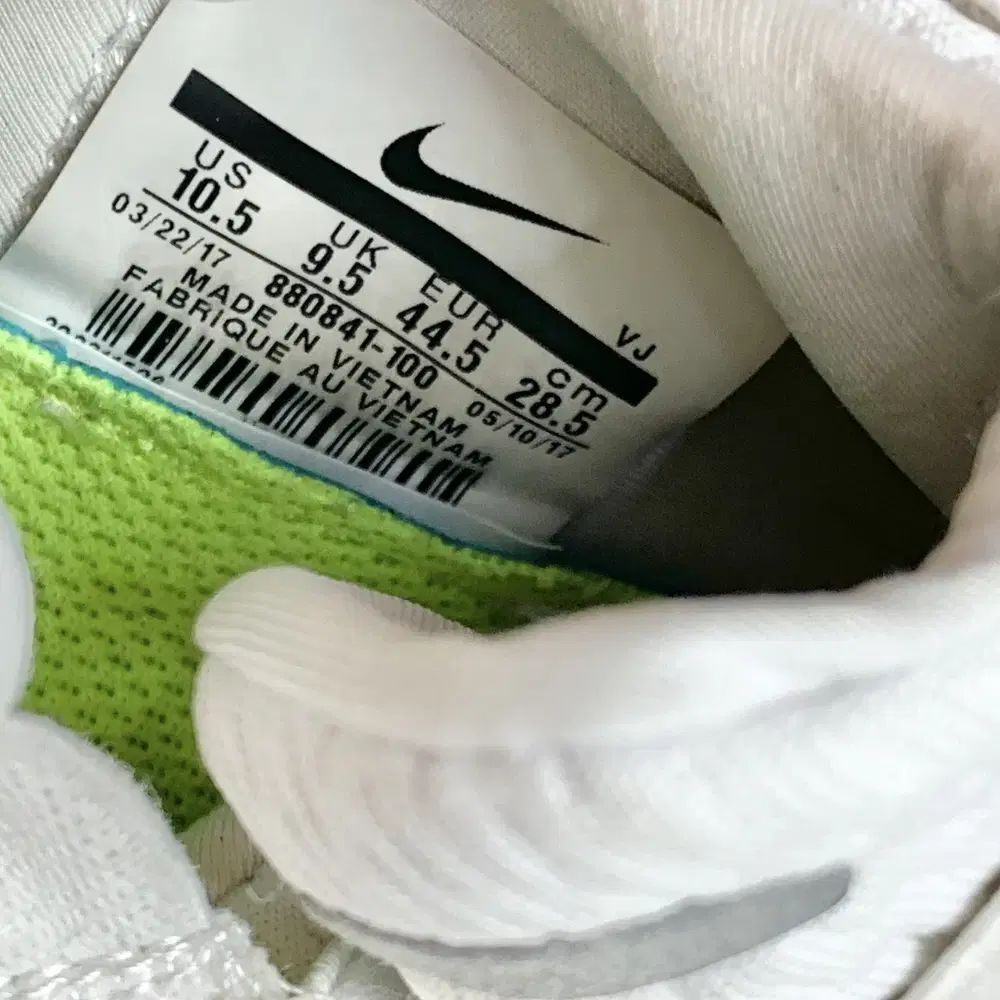 VJ
US UK EUR cm
10.5 9.5 44.5 28.5
03/22/17 880841-100 05/10/17
MADE IN VIETNAM
FABRIQUE AU VIETNAM